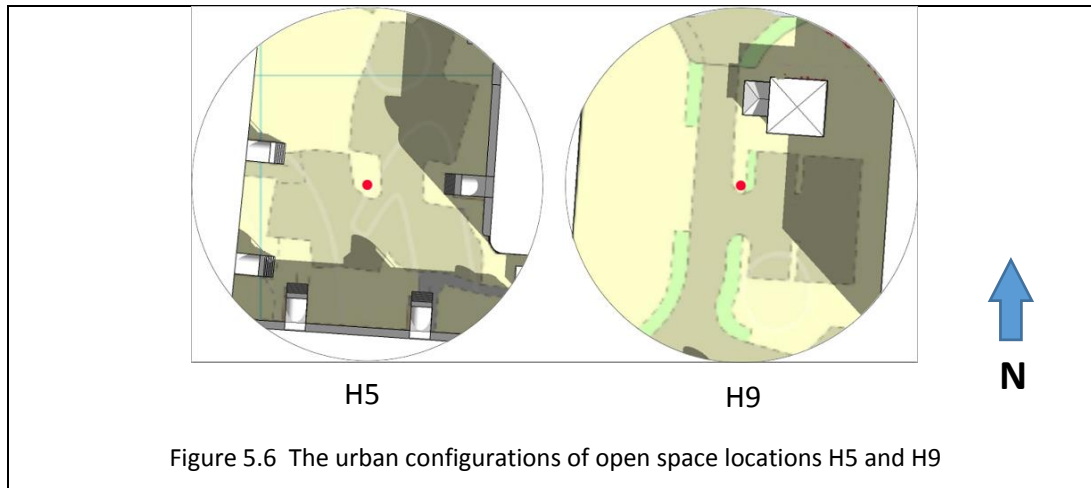 H5 H9
N
Figure 5.6 The urban configurations of open space locations H5 and H9